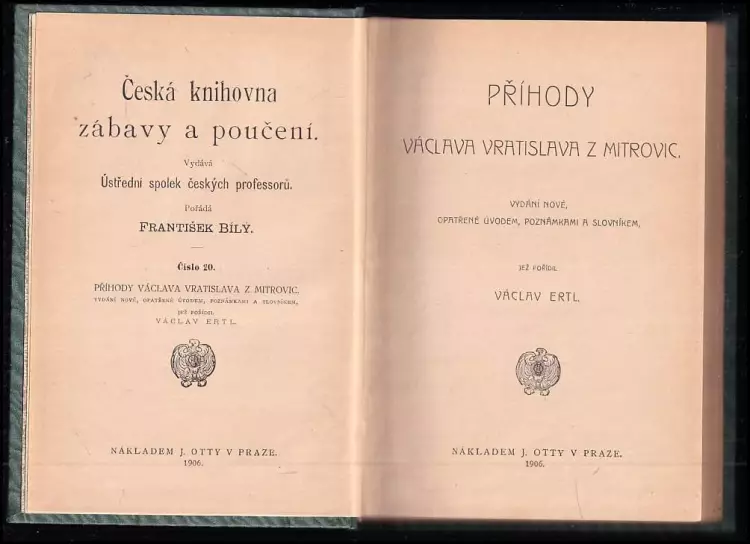 Česká knihovna
zábavy a poučení.
Vydává
Ústřední spolek českých professorů.
Pořádá
František Bílý.
Číslo 20.
PŘÍHODY VÁCLAVA VRATISLAVA Z MITROVIC.
VYDÁNÍ NOVÉ, OPATŘENÉ ÚVODEM, POZNÁMKAMI A SLOVNÍKEM,
JEŽ POŘÍDIL
VÁCLAV ERTL.
NÁKLADEM J. OTTY V PRAZE.
1906.
PŘÍHODY
VÁCLAVA VRATISLAVA Z MITROVIC.
VYDÁNÍ NOVÉ,
OPATŘENÉ ÚVODEM, POZNÁMKAMI A SLOVNÍKEM,
JEŽ POŘÍDIL
VÁCLAV ERTL.
NÁKLADEM J. OTTY V PRAZE.
1906.